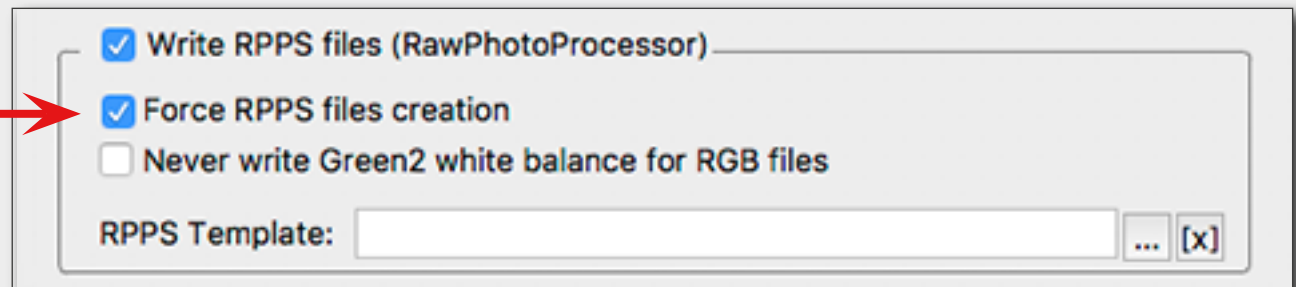 Write RPPS files (RawPhotoProcessor)
Force RPPS files creation
Never write Green2 white balance for RGB files
RPPS Template:
... [x]